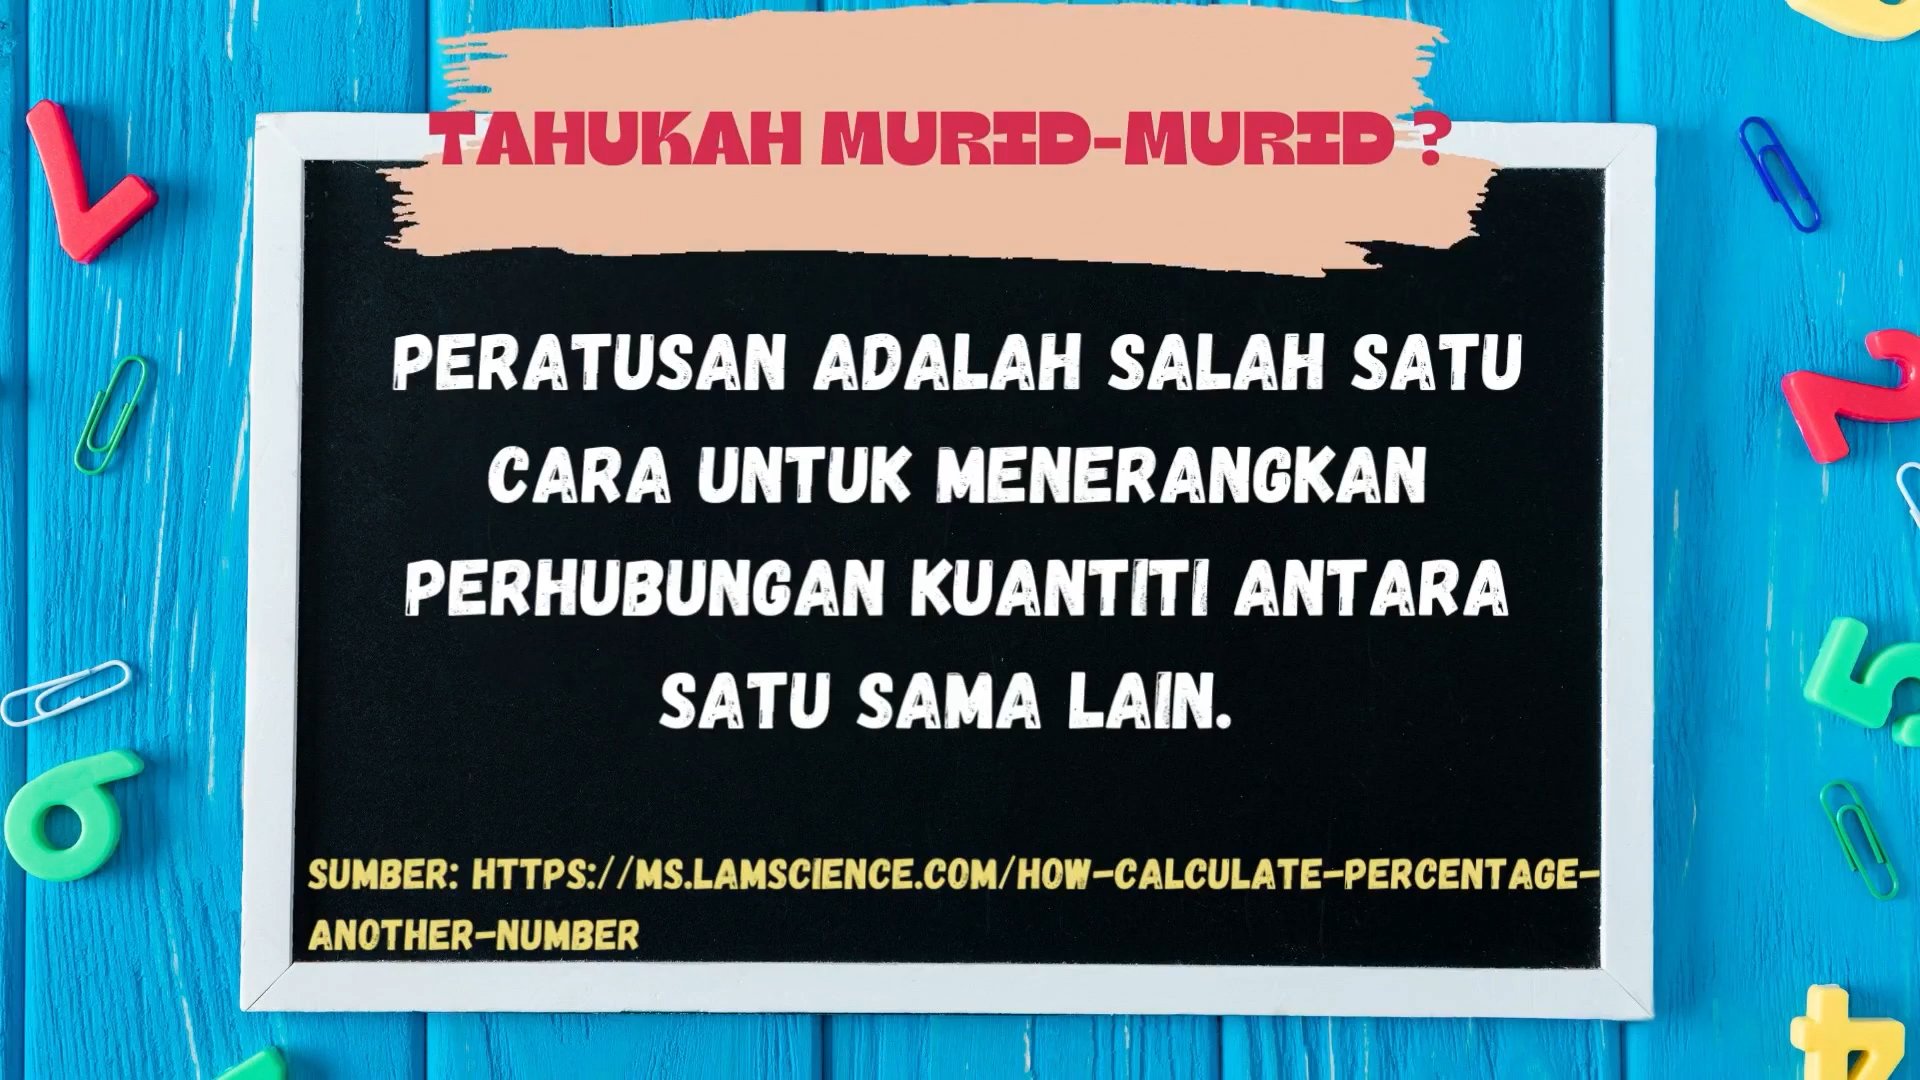 TAHUKAH MURID-MURID ?
PERATUSAN ADALAH SALAH SATU
CARA UNTUK MENERANGKAN
PERHUBUNGAN KUANTITI ANTARA
SATU SAMA LAIN.
SUMBER: HTTPS://MS.LAMSCIENCE.COM/HOW-CALCULATE-PERCENTAGE-
ANOTHER-NUMBER